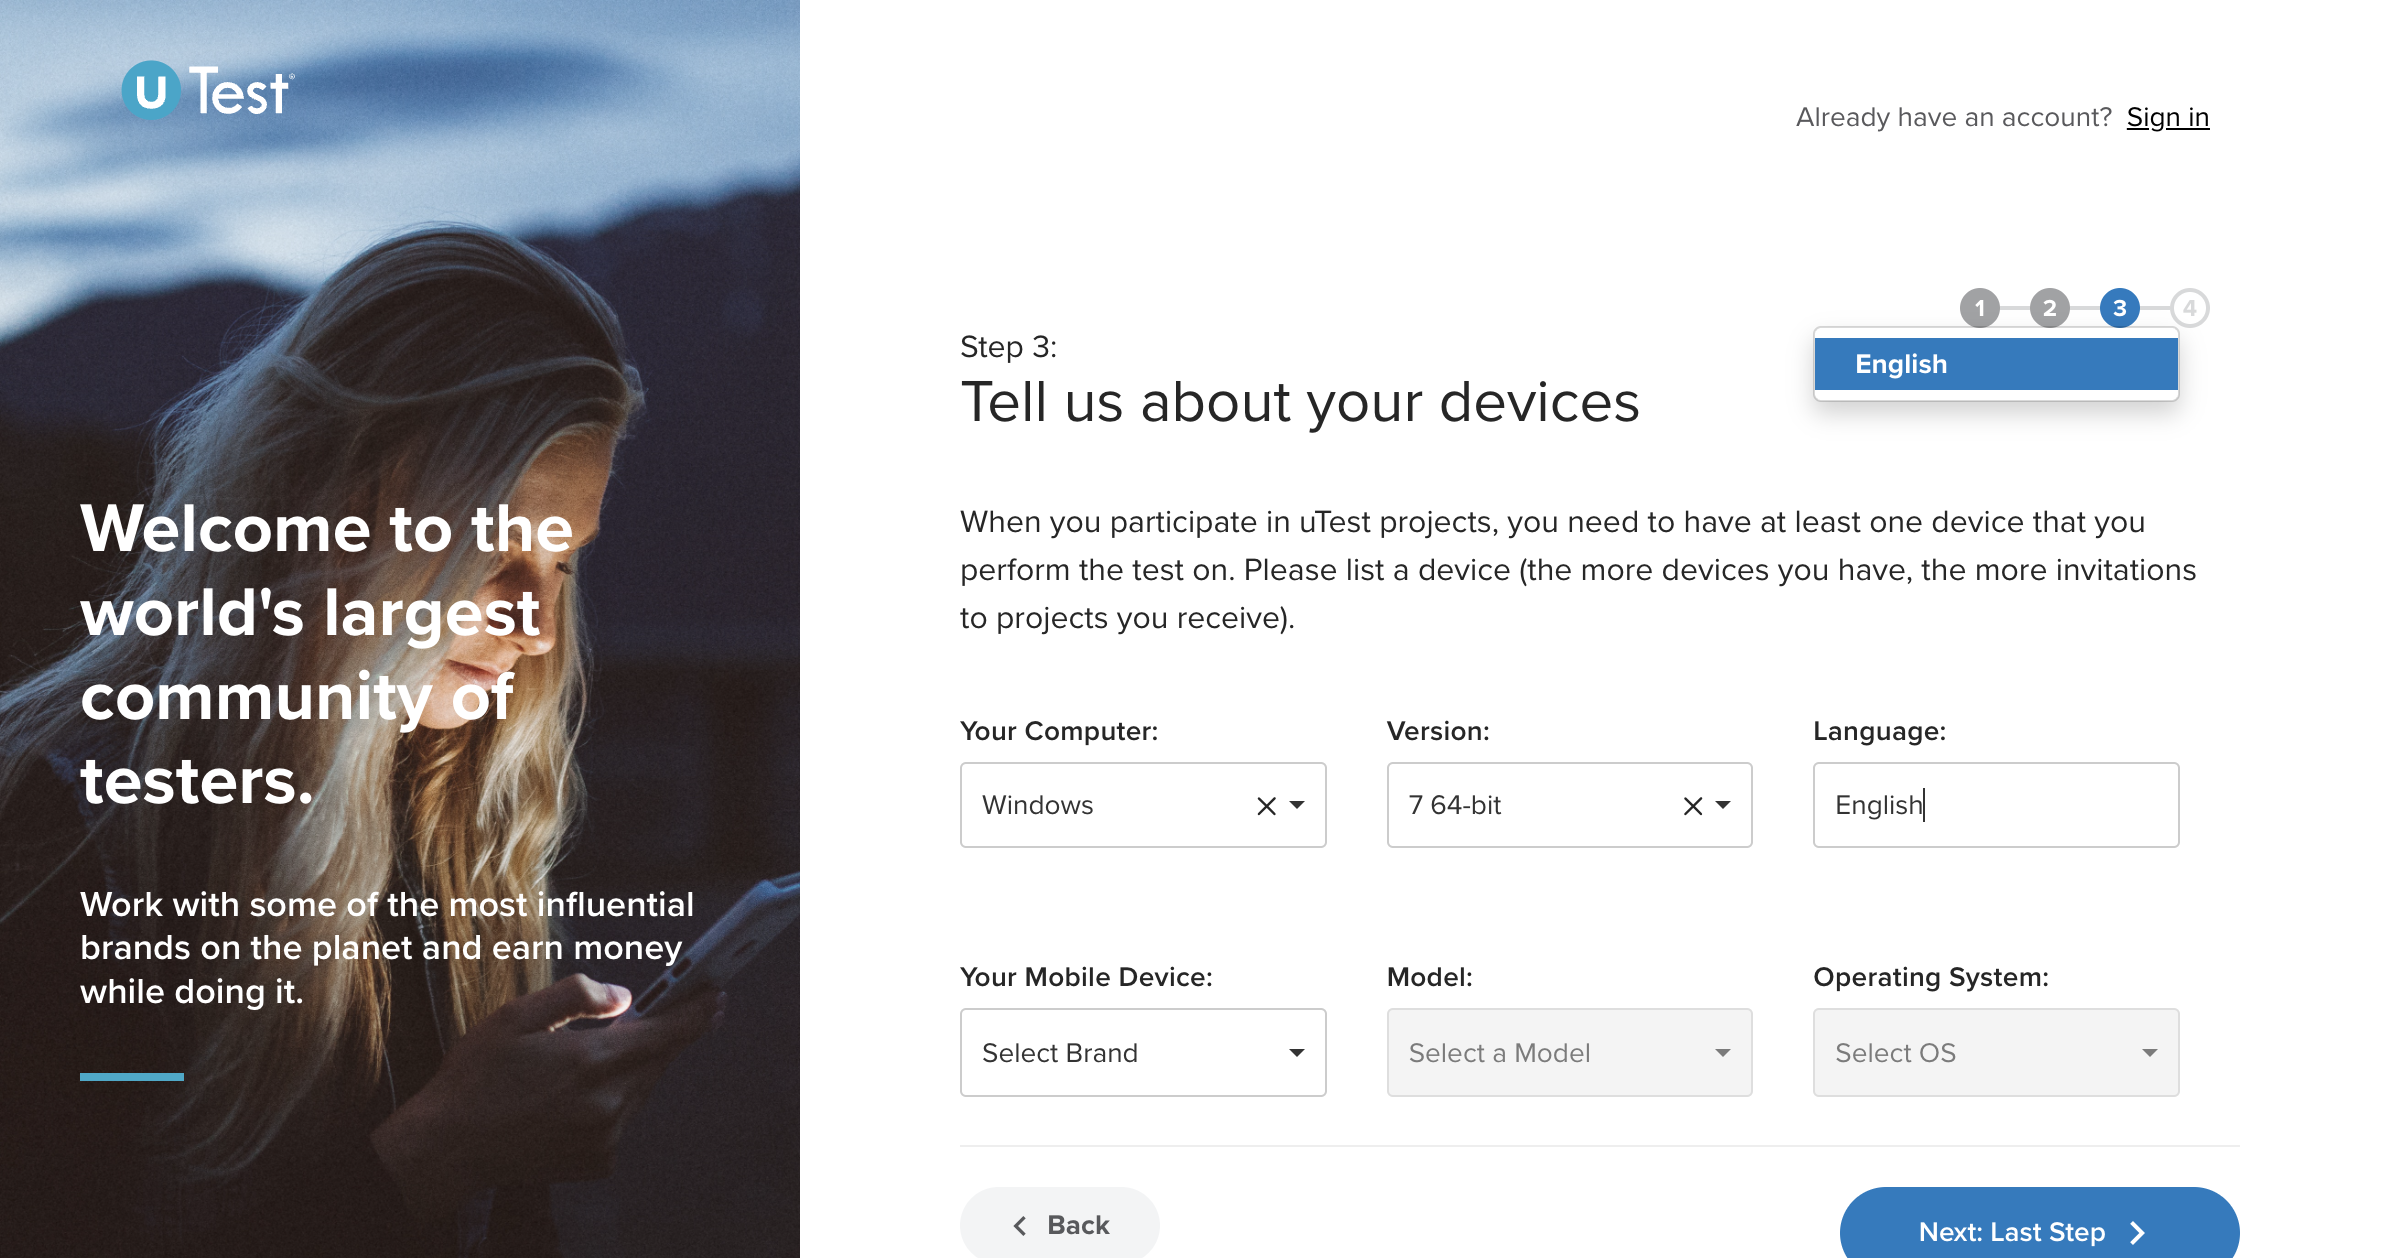 U Test®
Welcome to the
world's largest
community of
testers.
Work with some of the most influential
brands on the planet and earn money
while doing it.
Already have an account? Sign in
1 2 3 4
Step 3:
Tell us about your devices
English
When you participate in uTest projects, you need to have at least one device that you
perform the test on. Please list a device (the more devices you have, the more invitations
to projects you receive).
Your Computer: Version: Language:
Windows 7 64-bit English
Your Mobile Device: Model: Operating System:
Select Brand Select a Model Select OS
Back Next: Last Step